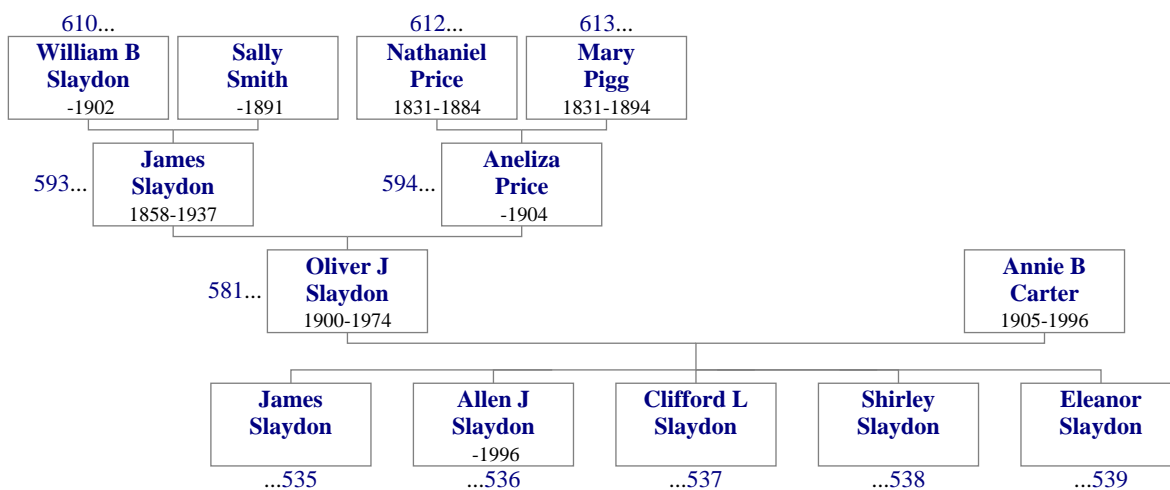 610...
612...
613...
William B
Slaydon
-1902
Sally
Smith
-1891
Nathaniel
Price
1831-1884
Mary
Pigg
1831-1894
593...
James
Slaydon
1858-1937
594...
Aneliza
Price
-1904
581...
Oliver J
Slaydon
1900-1974
Annie B
Carter
1905-1996
James
Slaydon
Allen J
Slaydon
-1996
Clifford L
Slaydon
Shirley
Slaydon
Eleanor
Slaydon
...535
...536
...537
...538
...539